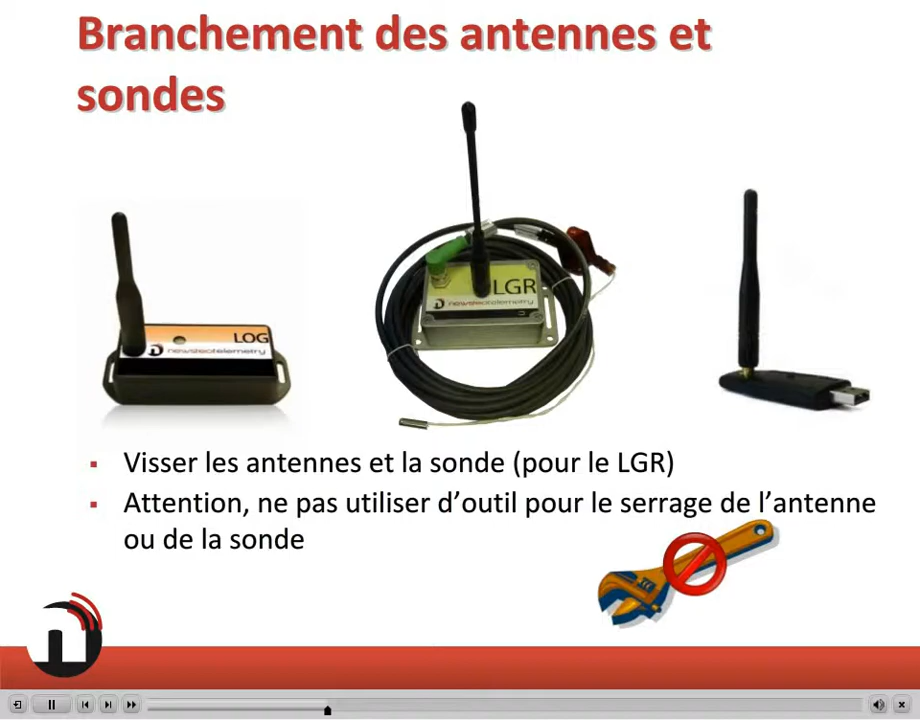 Branchement des antennes et
sondes
LOG
newsteotelemetry
LGR
newsteotelemetry
Visser les antennes et la sonde (pour le LGR)
Attention, ne pas utiliser d’outil pour le serrage de l’antenne
ou de la sonde